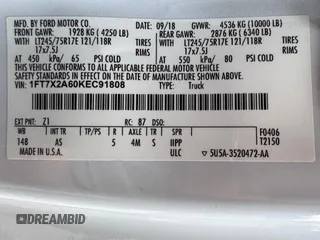 MFD. BY FORD MOTOR CO.
09/18 GVWR: 4536 KG (10000 LB)
FRONT GAWR: 1928 KG (4250 LB) REAR GAWR: 2876 KG (6340 LB)
LT245/75R17E 121/118R TIRES LT245/75R17E 121/118R TIRES
17x7.5J RIMS 17x7.5J RIMS
AT 450 kPa/ 65 PSI COLD AT 550 kPa/ 80 PSI COLD
THIS VEHICLE CONFORMS TO ALL APPLICABLE FEDERAL MOTOR VEHICLE
SAFETY STANDARDS IN EFFECT ON THE DATE OF MANUFACTURE SHOWN ABOVE.
VIN: 1FT7X2A60KEC91808
TYPE: Truck
EXT PNT: Z1 RC: 87 DSO:
WB INT TR TP/PS R AXLE TR SPR F0406
148 AS 5 4M S IIPP T2150
ULC 5U5A-3520472-AA
DREAMBID